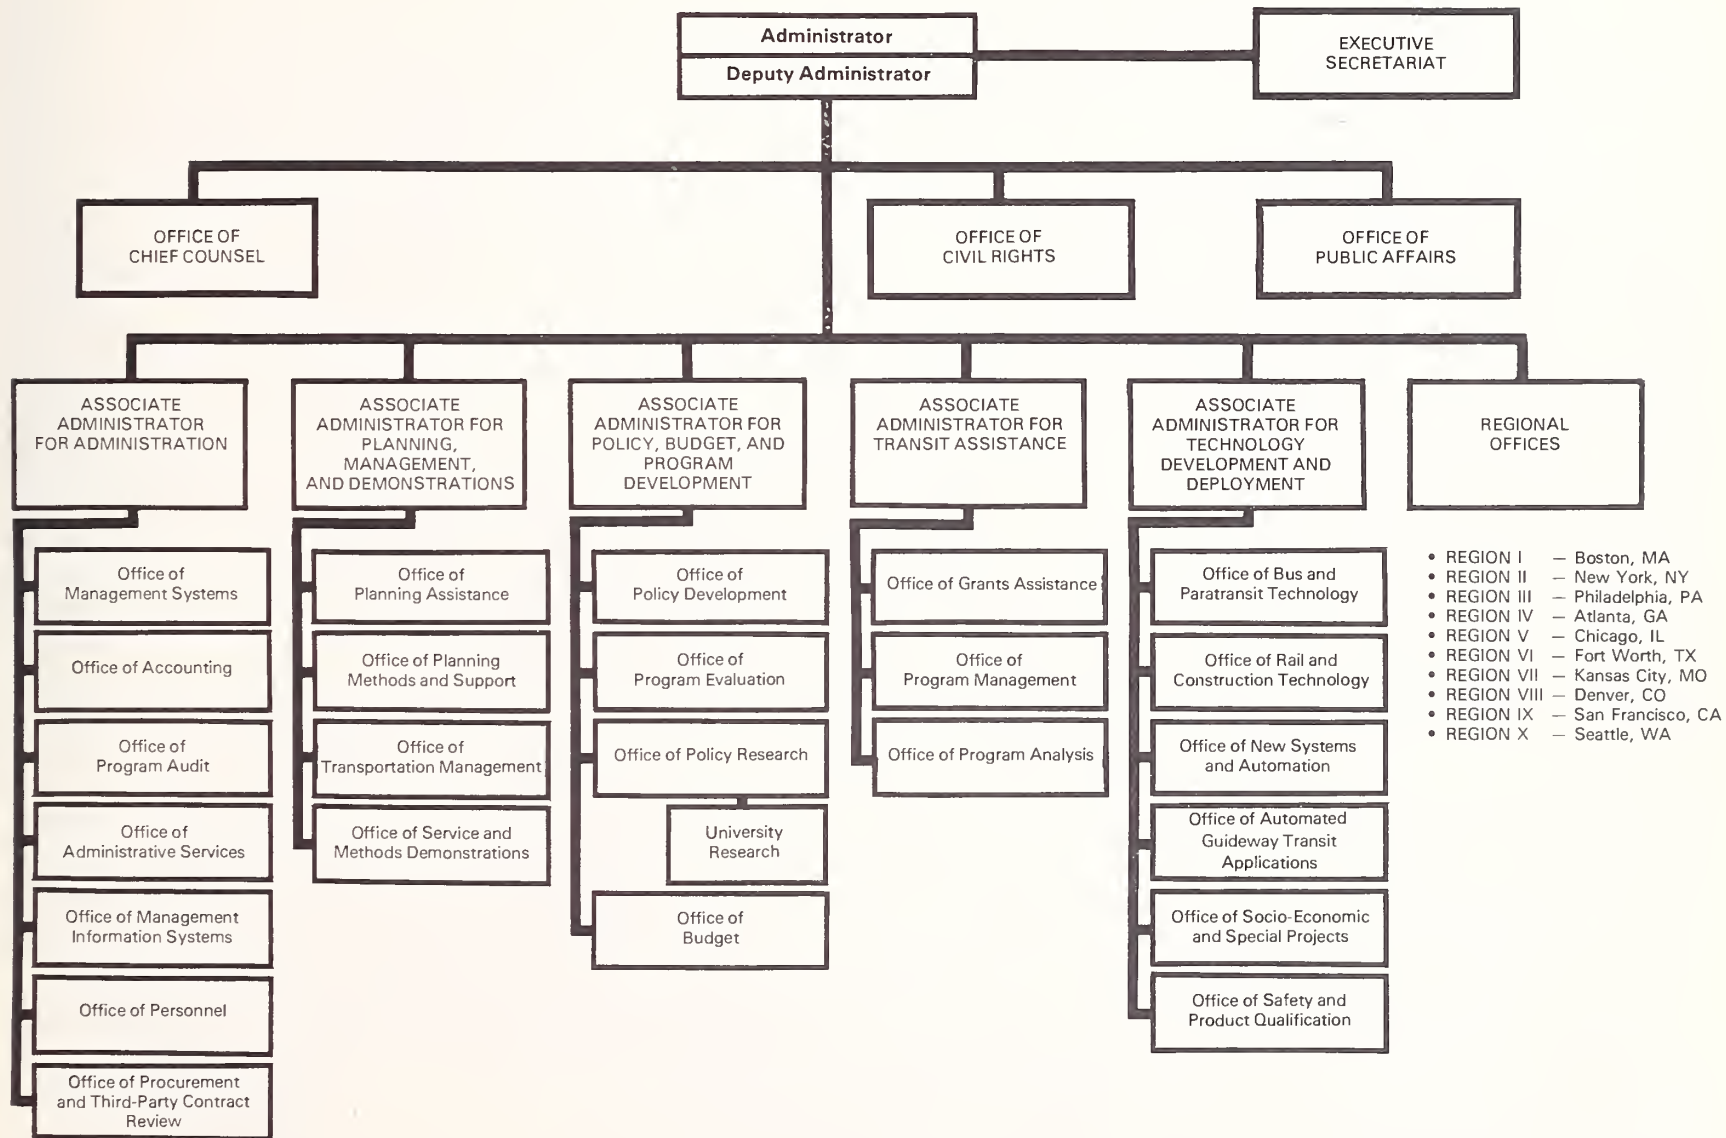 Administrator
Deputy Administrator
EXECUTIVE
SECRETARIAT
OFFICE OF
CHIEF COUNSEL
OFFICE OF
CIVIL RIGHTS
OFFICE OF
PUBLIC AFFAIRS
ASSOCIATE
ADMINISTRATOR
FOR ADMINISTRATION
Office of
Management Systems
Office of Accounting
Office of
Program Audit
Office of
Administrative Services
Office of Management
Information Systems
Office of Personnel
Office of Procurement
and Third-Party Contract
Review
ASSOCIATE
ADMINISTRATOR FOR
PLANNING,
MANAGEMENT,
AND DEMONSTRATIONS
Office of
Planning Assistance
Office of Planning
Methods and Support
Office of
Transportation Management
Office of Service and
Methods Demonstrations
ASSOCIATE
ADMINISTRATOR FOR
POLICY, BUDGET, AND
PROGRAM
DEVELOPMENT
Office of
Policy Development
Office of
Program Evaluation
Office of Policy Research
University
Research
Office of
Budget
ASSOCIATE
ADMINISTRATOR FOR
TRANSIT ASSISTANCE
Office of Grants Assistance
Office of
Program Management
Office of Program Analysis
ASSOCIATE
ADMINISTRATOR FOR
TECHNOLOGY
DEVELOPMENT AND
DEPLOYMENT
Office of Bus and
Paratransit Technology
Office of Rail and
Construction Technology
Office of New Systems
and Automation
Office of Automated
Guideway Transit
Applications
Office of Socio-Economic
and Special Projects
Office of Safety and
Product Qualification
REGIONAL
OFFICES
• REGION I — Boston, MA
• REGION II — New York, NY
• REGION III — Philadelphia, PA
• REGION IV — Atlanta, GA
• REGION V — Chicago, IL
• REGION VI — Fort Worth, TX
• REGION VII — Kansas City, MO
• REGION VIII — Denver, CO
• REGION IX — San Francisco, CA
• REGION X — Seattle, WA